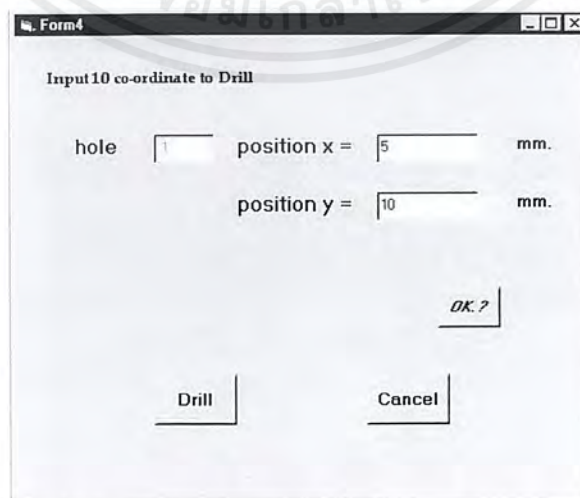 Form4
Input 10 co-ordinate to Drill
hole 1 position x = 5 mm.
position y = 10 mm.
OK. ?
Drill Cancel